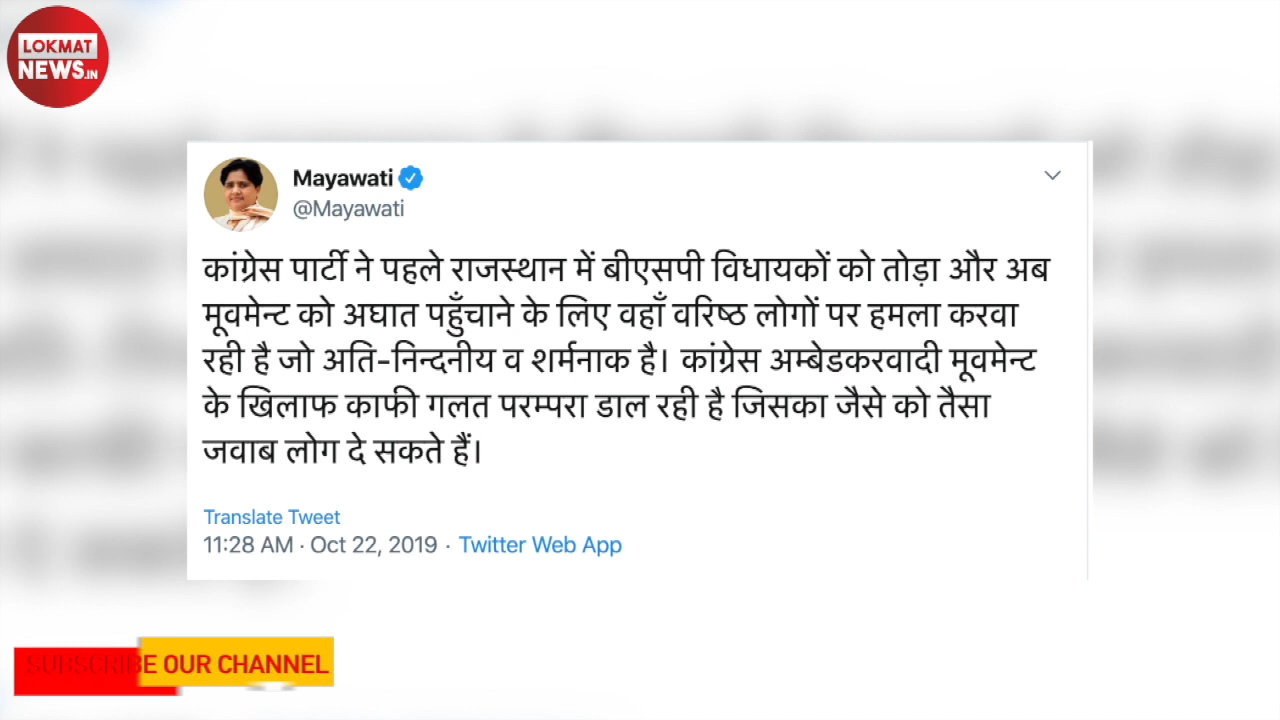 LOKMAT
NEWS.IN
Mayawati
@Mayawati
कांग्रेस पार्टी ने पहले राजस्थान में बीएसपी विधायकों को तोड़ा और अब
मूवमेन्ट को अघात पहुँचाने के लिए वहाँ वरिष्ठ लोगों पर हमला करवा
रही है जो अति-निन्दनीय व शर्मनाक है। कांग्रेस अम्बेडकरवादी मूवमेन्ट
के खिलाफ काफी गलत परम्परा डाल रही है जिसका जैसे को तैसा
जवाब लोग दे सकते हैं।
Translate Tweet
11:28 AM · Oct 22, 2019 · Twitter Web App
SUBSCRIBE OUR CHANNEL